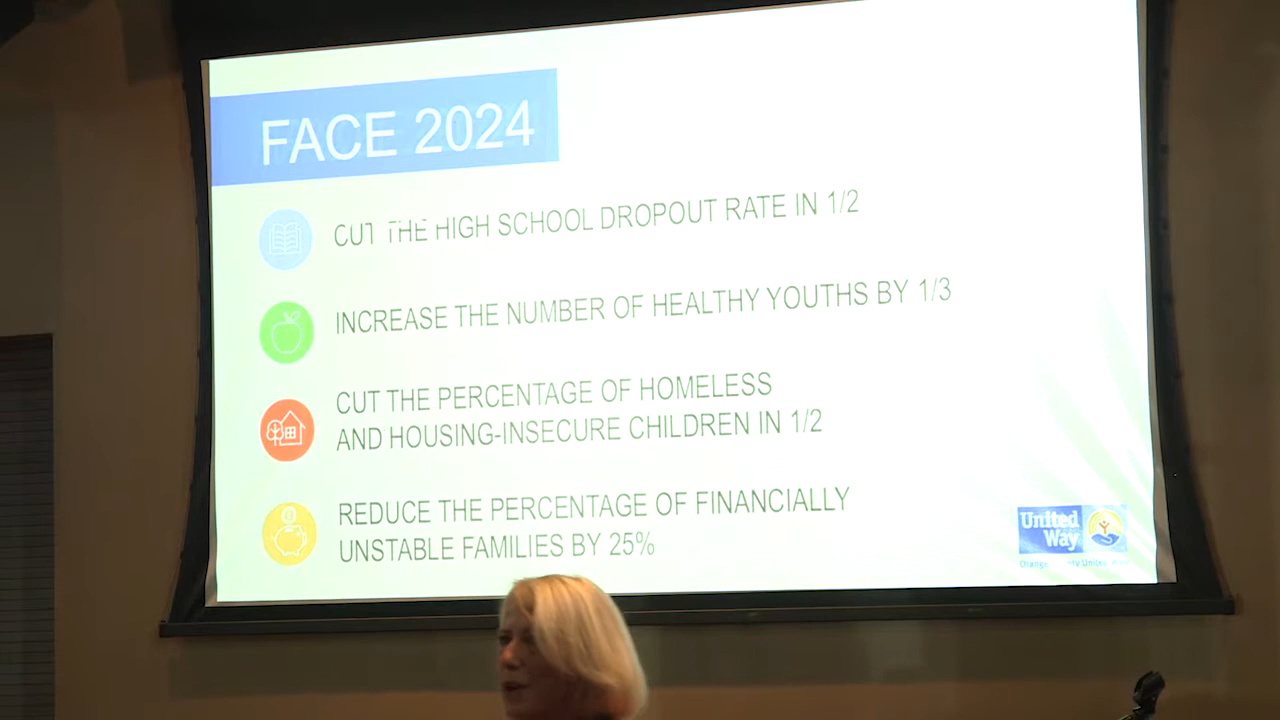 FACE 2024
CUT THE HIGH SCHOOL DROPOUT RATE IN 1/2
INCREASE THE NUMBER OF HEALTHY YOUTHS BY 1/3
CUT THE PERCENTAGE OF HOMELESS
AND HOUSING-INSECURE CHILDREN IN 1/2
REDUCE THE PERCENTAGE OF FINANCIALLY
UNSTABLE FAMILIES BY 25%
United
Way
United